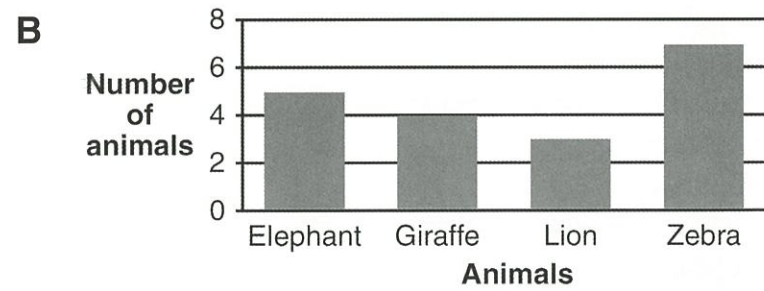 B
8
6
4
2
0
Number
of
animals
Elephant Giraffe Lion Zebra
Animals